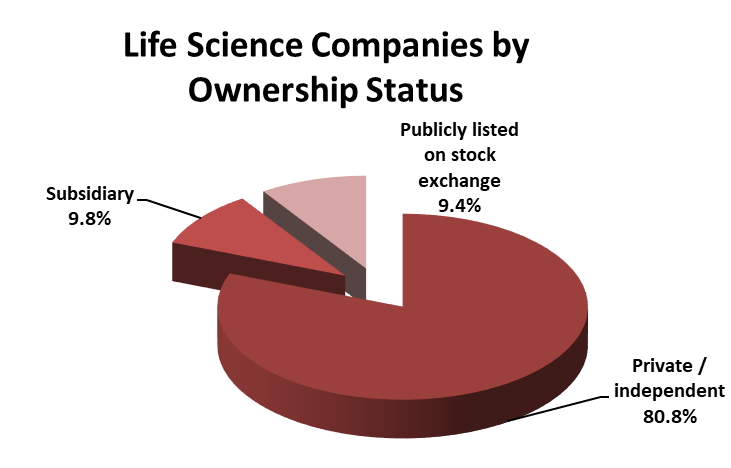 Life Science Companies by
Ownership Status
Publicly listed
on stock
exchange
9.4%
Subsidiary
9.8%
Private /
independent
80.8%